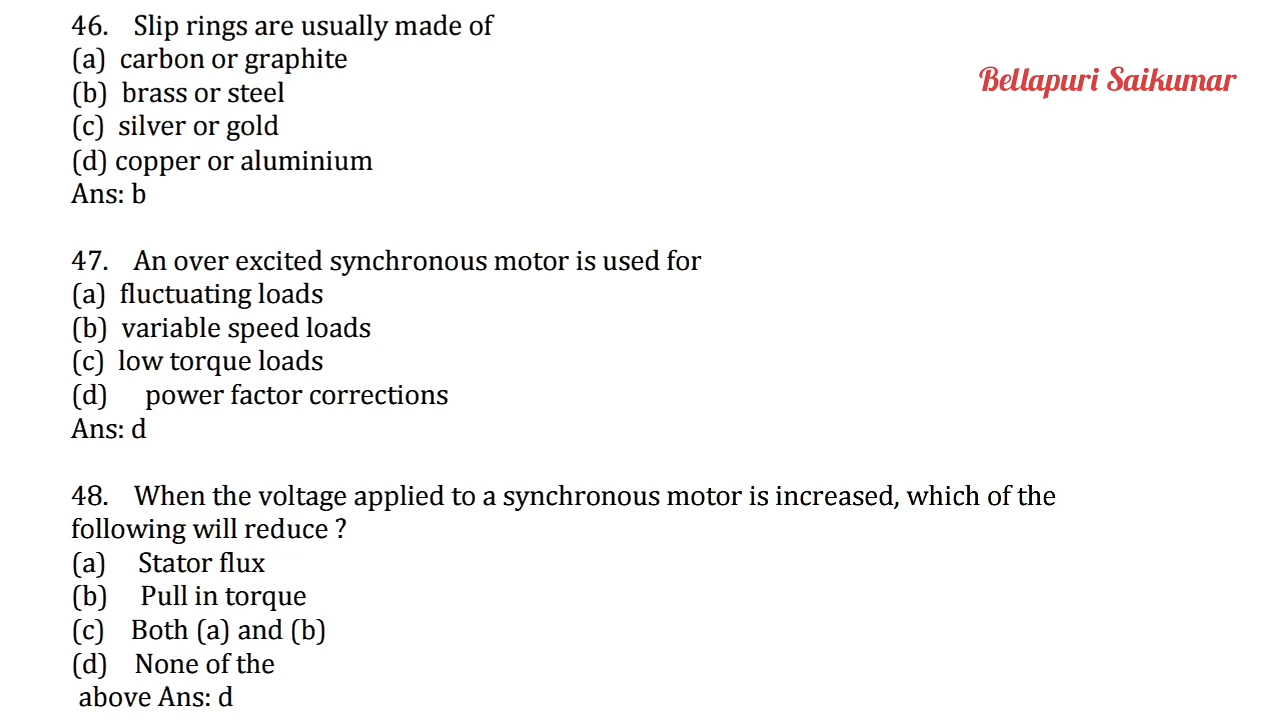 46. Slip rings are usually made of
(a) carbon or graphite
Bellapuri Saikumar
(b) brass or steel
(c) silver or gold
(d) copper or aluminium
Ans: b
47. An over excited synchronous motor is used for
(a) fluctuating loads
(b) variable speed loads
(c) low torque loads
(d) power factor corrections
Ans: d
48. When the voltage applied to a synchronous motor is increased, which of the
following will reduce ?
(a) Stator flux
(b) Pull in torque
(c) Both (a) and (b)
(d) None of the
above Ans: d